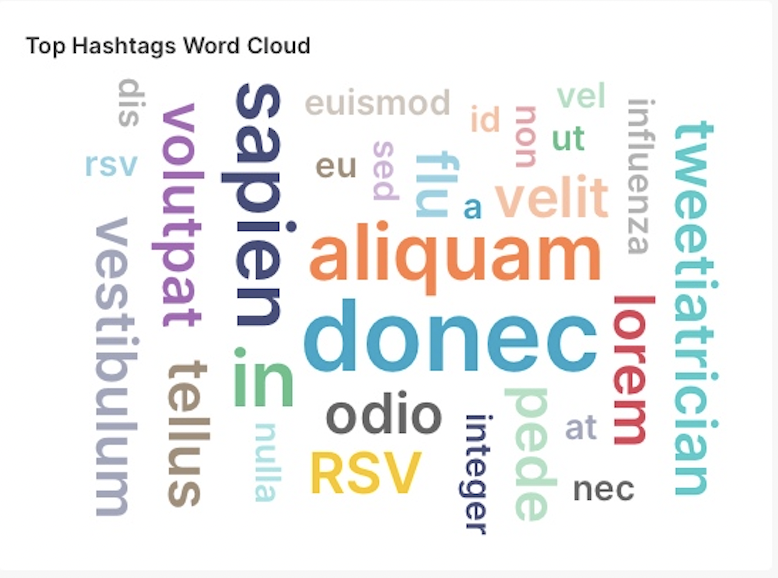 Top Hashtags Word Cloud
dis
volutpat
sapien
euismod
id
non
vel
ut
influenza
tweetiatrician
rsv
eu
sed
flu
a
velit
vestibulum
aliquam
donec
lorem
tellus
in
odio
nulla
RSV
integer
pede
at
nec